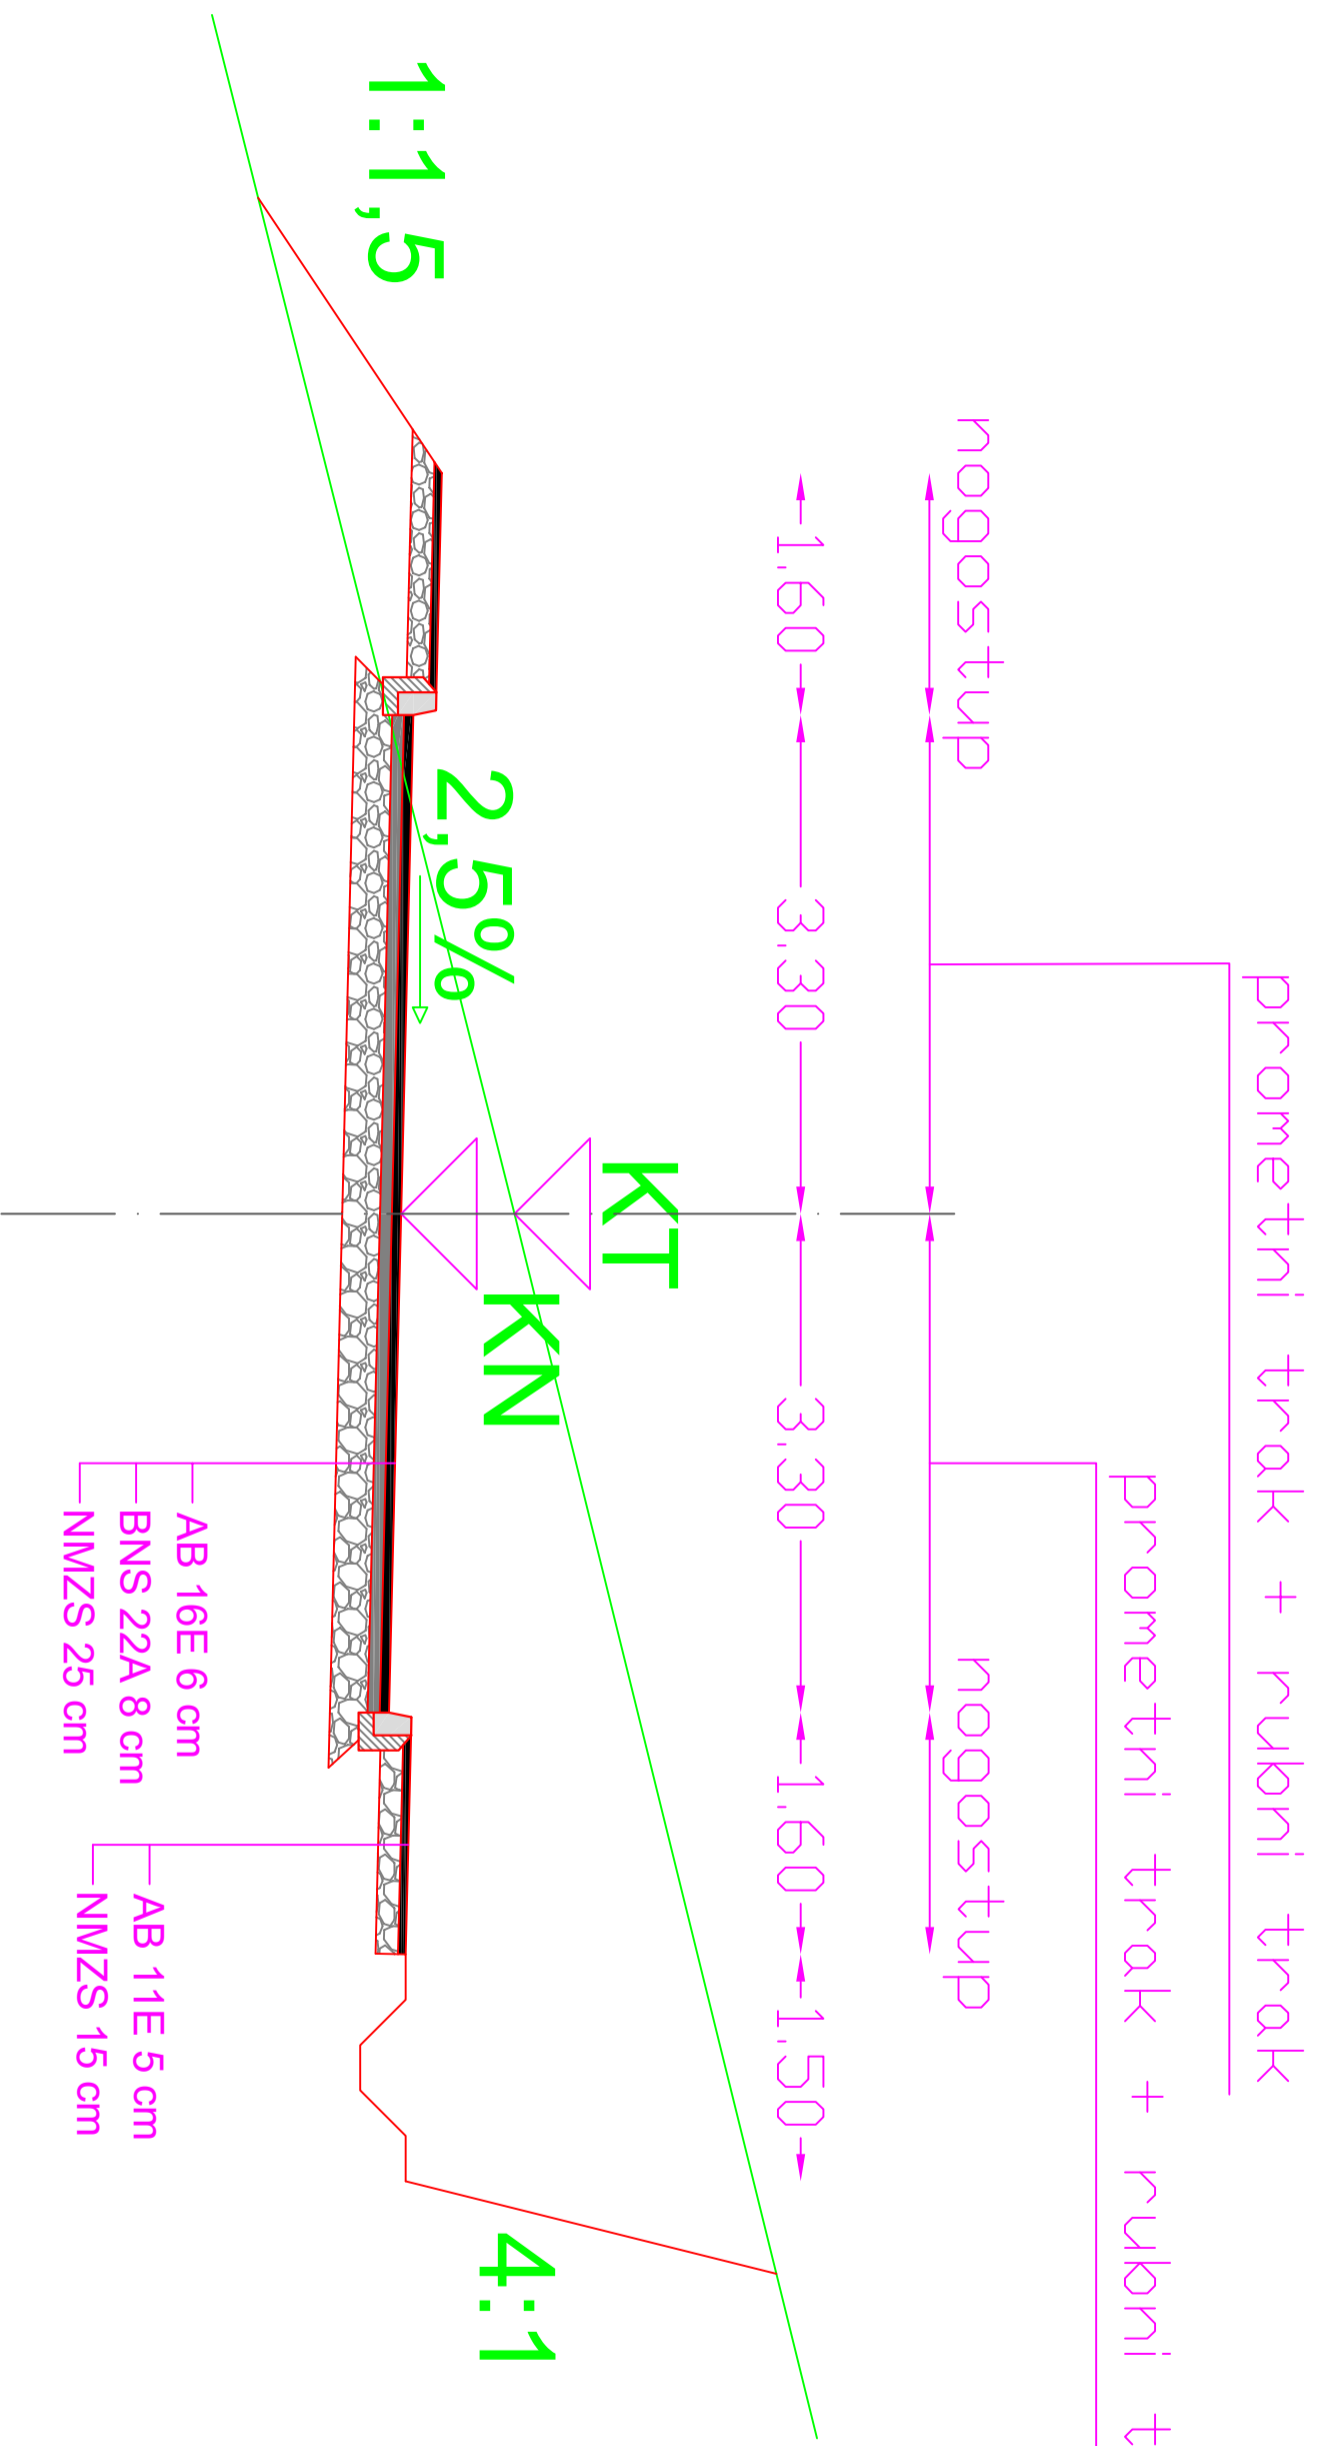 prometni trak + rubni trak
prometni trak + rubni t
nogostup
nogostup
1.60
3.30
3.30
1.60
1.50
KT
KN
1:1,5
2,5%
4:1
AB 16E 6 cm
BNS 22A 8 cm
NMZS 25 cm
AB 11E 5 cm
NMZS 15 cm